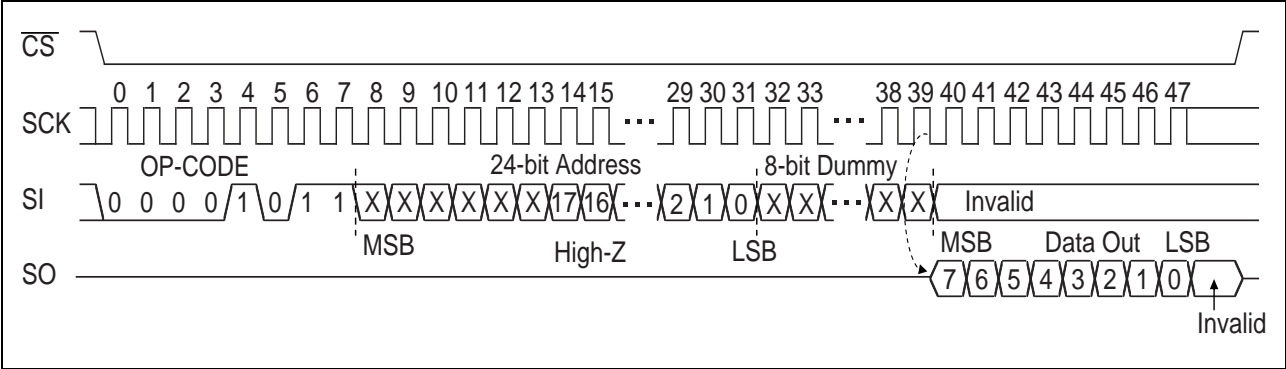 CS
0 1 2 3 4 5 6 7 8 9 10 11 12 13 14 15 29 30 31 32 33 38 39 40 41 42 43 44 45 46 47
SCK
OP-CODE 24-bit Address 8-bit Dummy
SI 0 0 0 0 1 0 1 1 X X X X X X 17 16 2 1 0 X X X X Invalid
MSB High-Z LSB MSB Data Out LSB
SO 7 6 5 4 3 2 1 0
Invalid